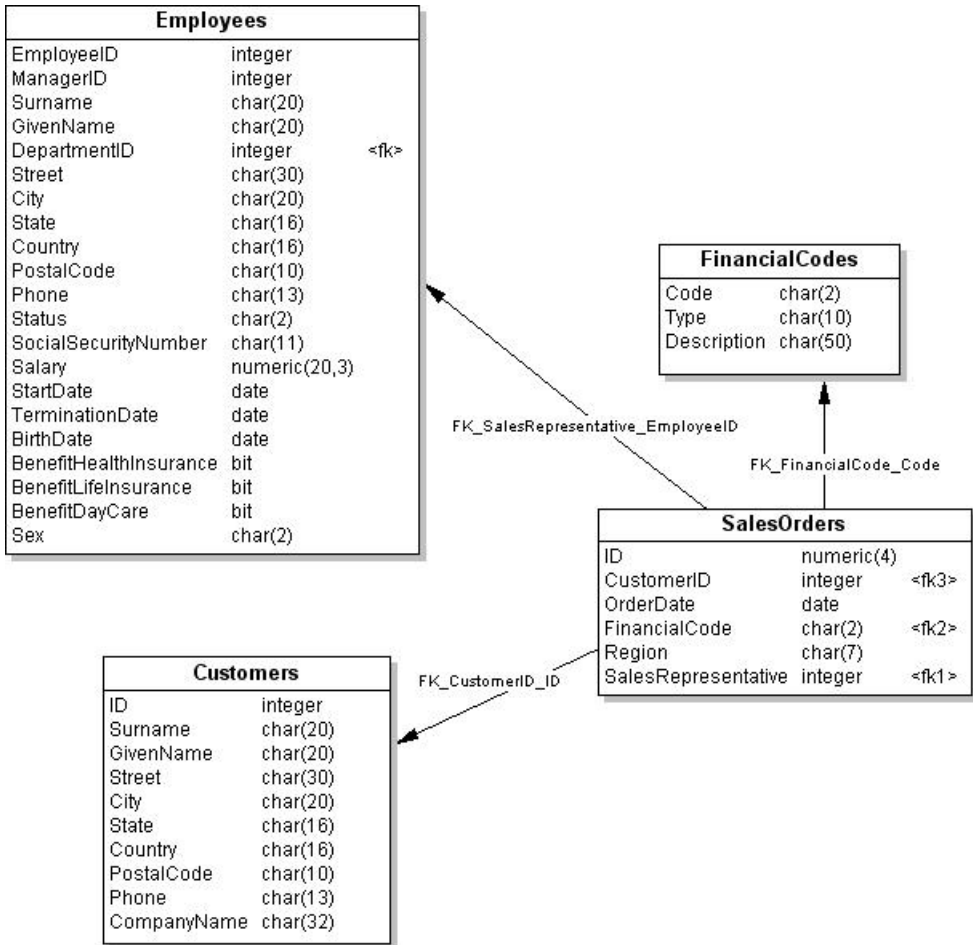 Employees
EmployeeID integer
ManagerID integer
Surname char(20)
GivenName char(20)
DepartmentID integer <fk>
Street char(30)
City char(20)
State char(16)
Country char(16)
PostalCode char(10)
Phone char(13)
Status char(2)
SocialSecurityNumber char(11)
Salary numeric(20,3)
StartDate date
TerminationDate date
BirthDate date
BenefitHealthInsurance bit
BenefitLifeInsurance bit
BenefitDayCare bit
Sex char(2)
FinancialCodes
Code char(2)
Type char(10)
Description char(50)
FK_SalesRepresentative_EmployeeID
FK_FinancialCode_Code
SalesOrders
ID numeric(4)
CustomerID integer <fk3>
OrderDate date
FinancialCode char(2) <fk2>
Region char(7)
SalesRepresentative integer <fk1>
FK_CustomerID_ID
Customers
ID integer
Surname char(20)
GivenName char(20)
Street char(30)
City char(20)
State char(16)
Country char(16)
PostalCode char(10)
Phone char(13)
CompanyName char(32)